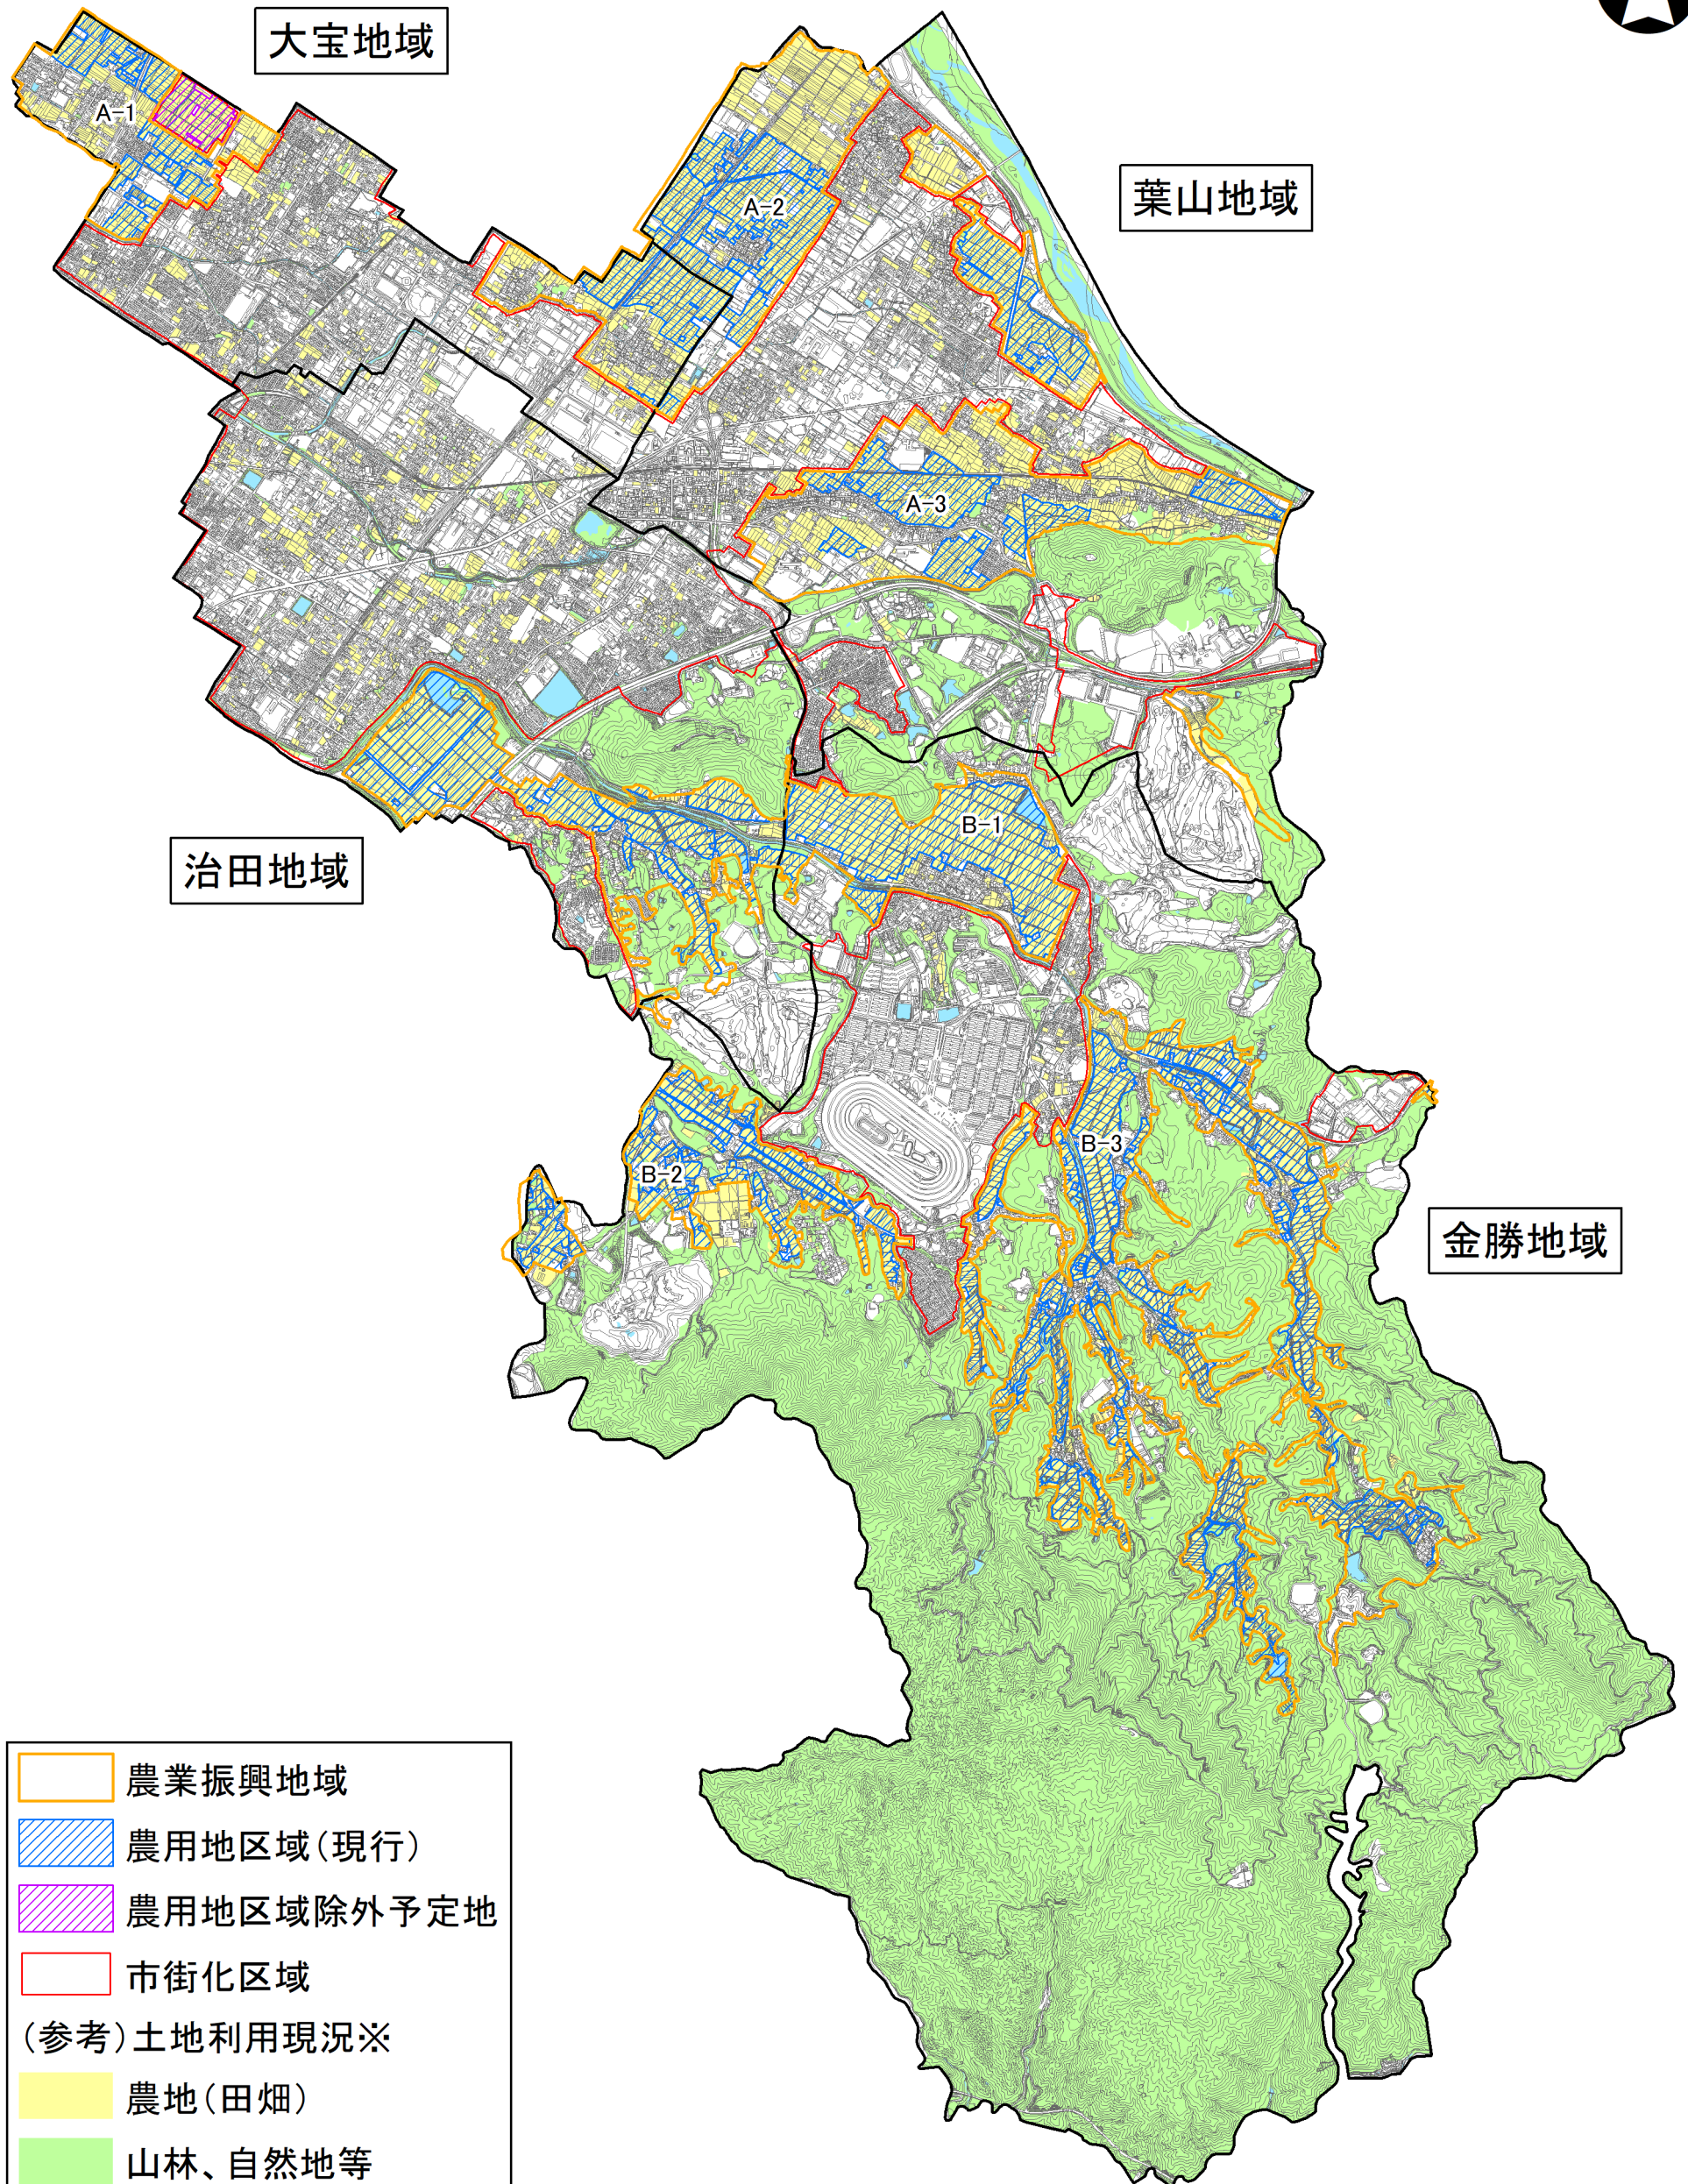 大宝地域
A-1
葉山地域
A-2
A-3
B-1
治田地域
B-3
B-2
金勝地域
農業振興地域
農用地区域(現行)
農用地区域除外予定地
市街化区域
(参考)土地利用現況※
農地(田畑)
山林、自然地等